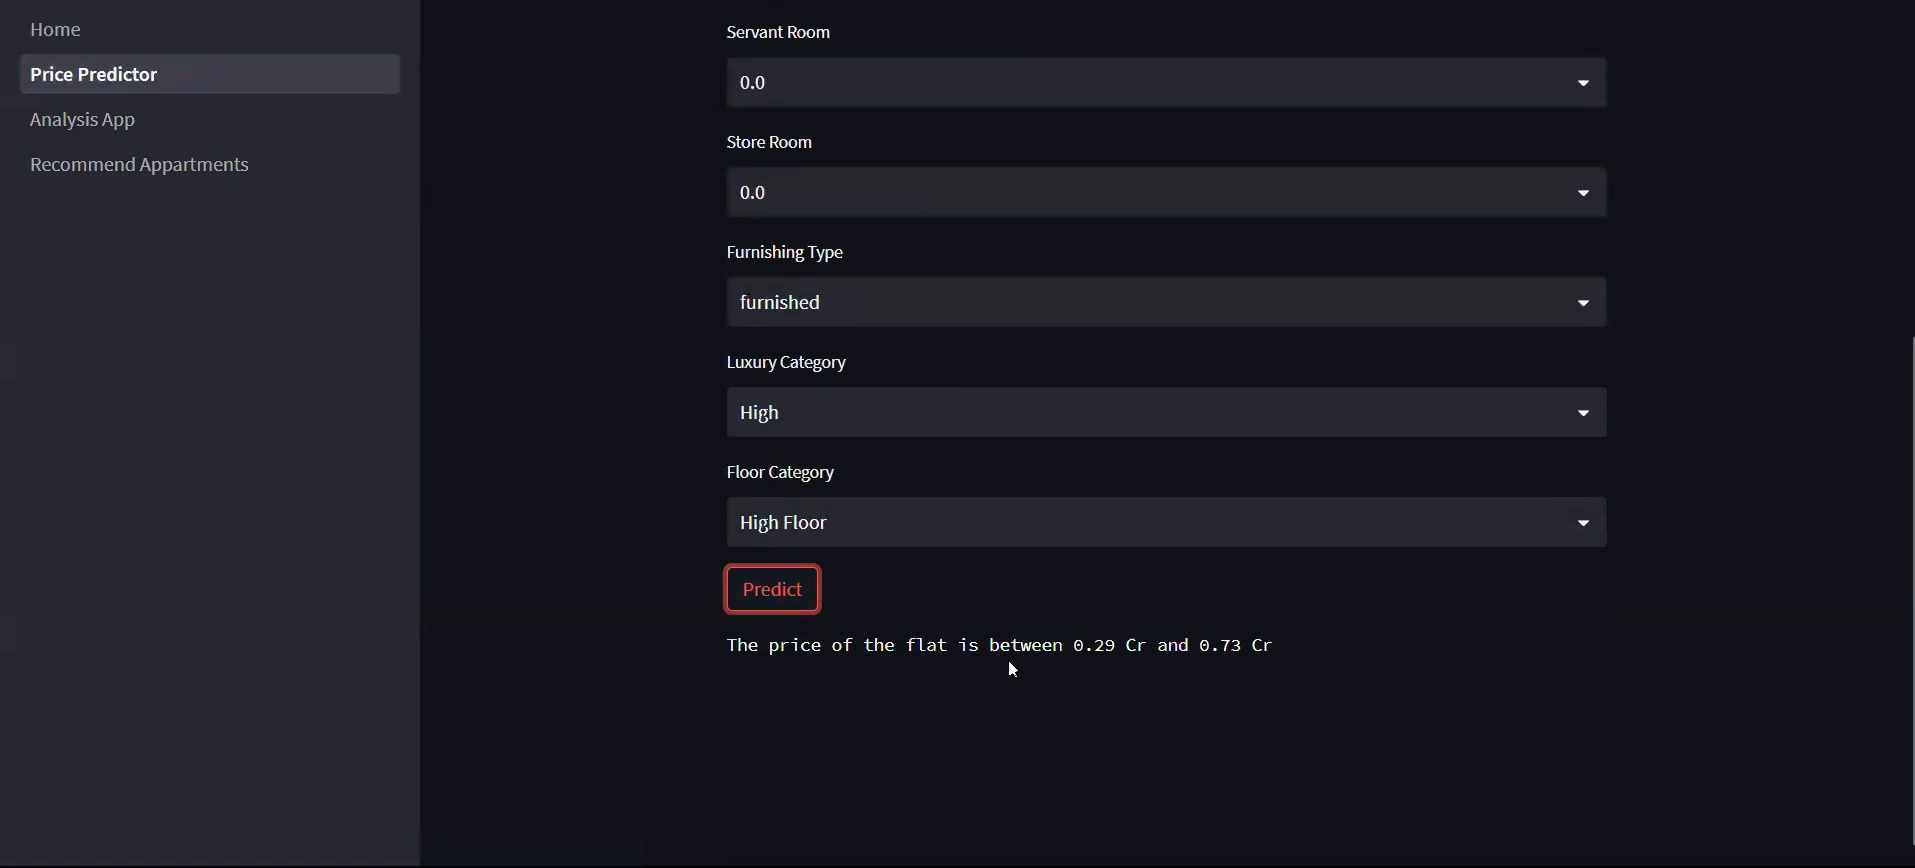 Home
Price Predictor
Analysis App
Recommend Appartments
Servant Room
0.0
Store Room
0.0
Furnishing Type
furnished
Luxury Category
High
Floor Category
High Floor
Predict
The price of the flat is between 0.29 Cr and 0.73 Cr